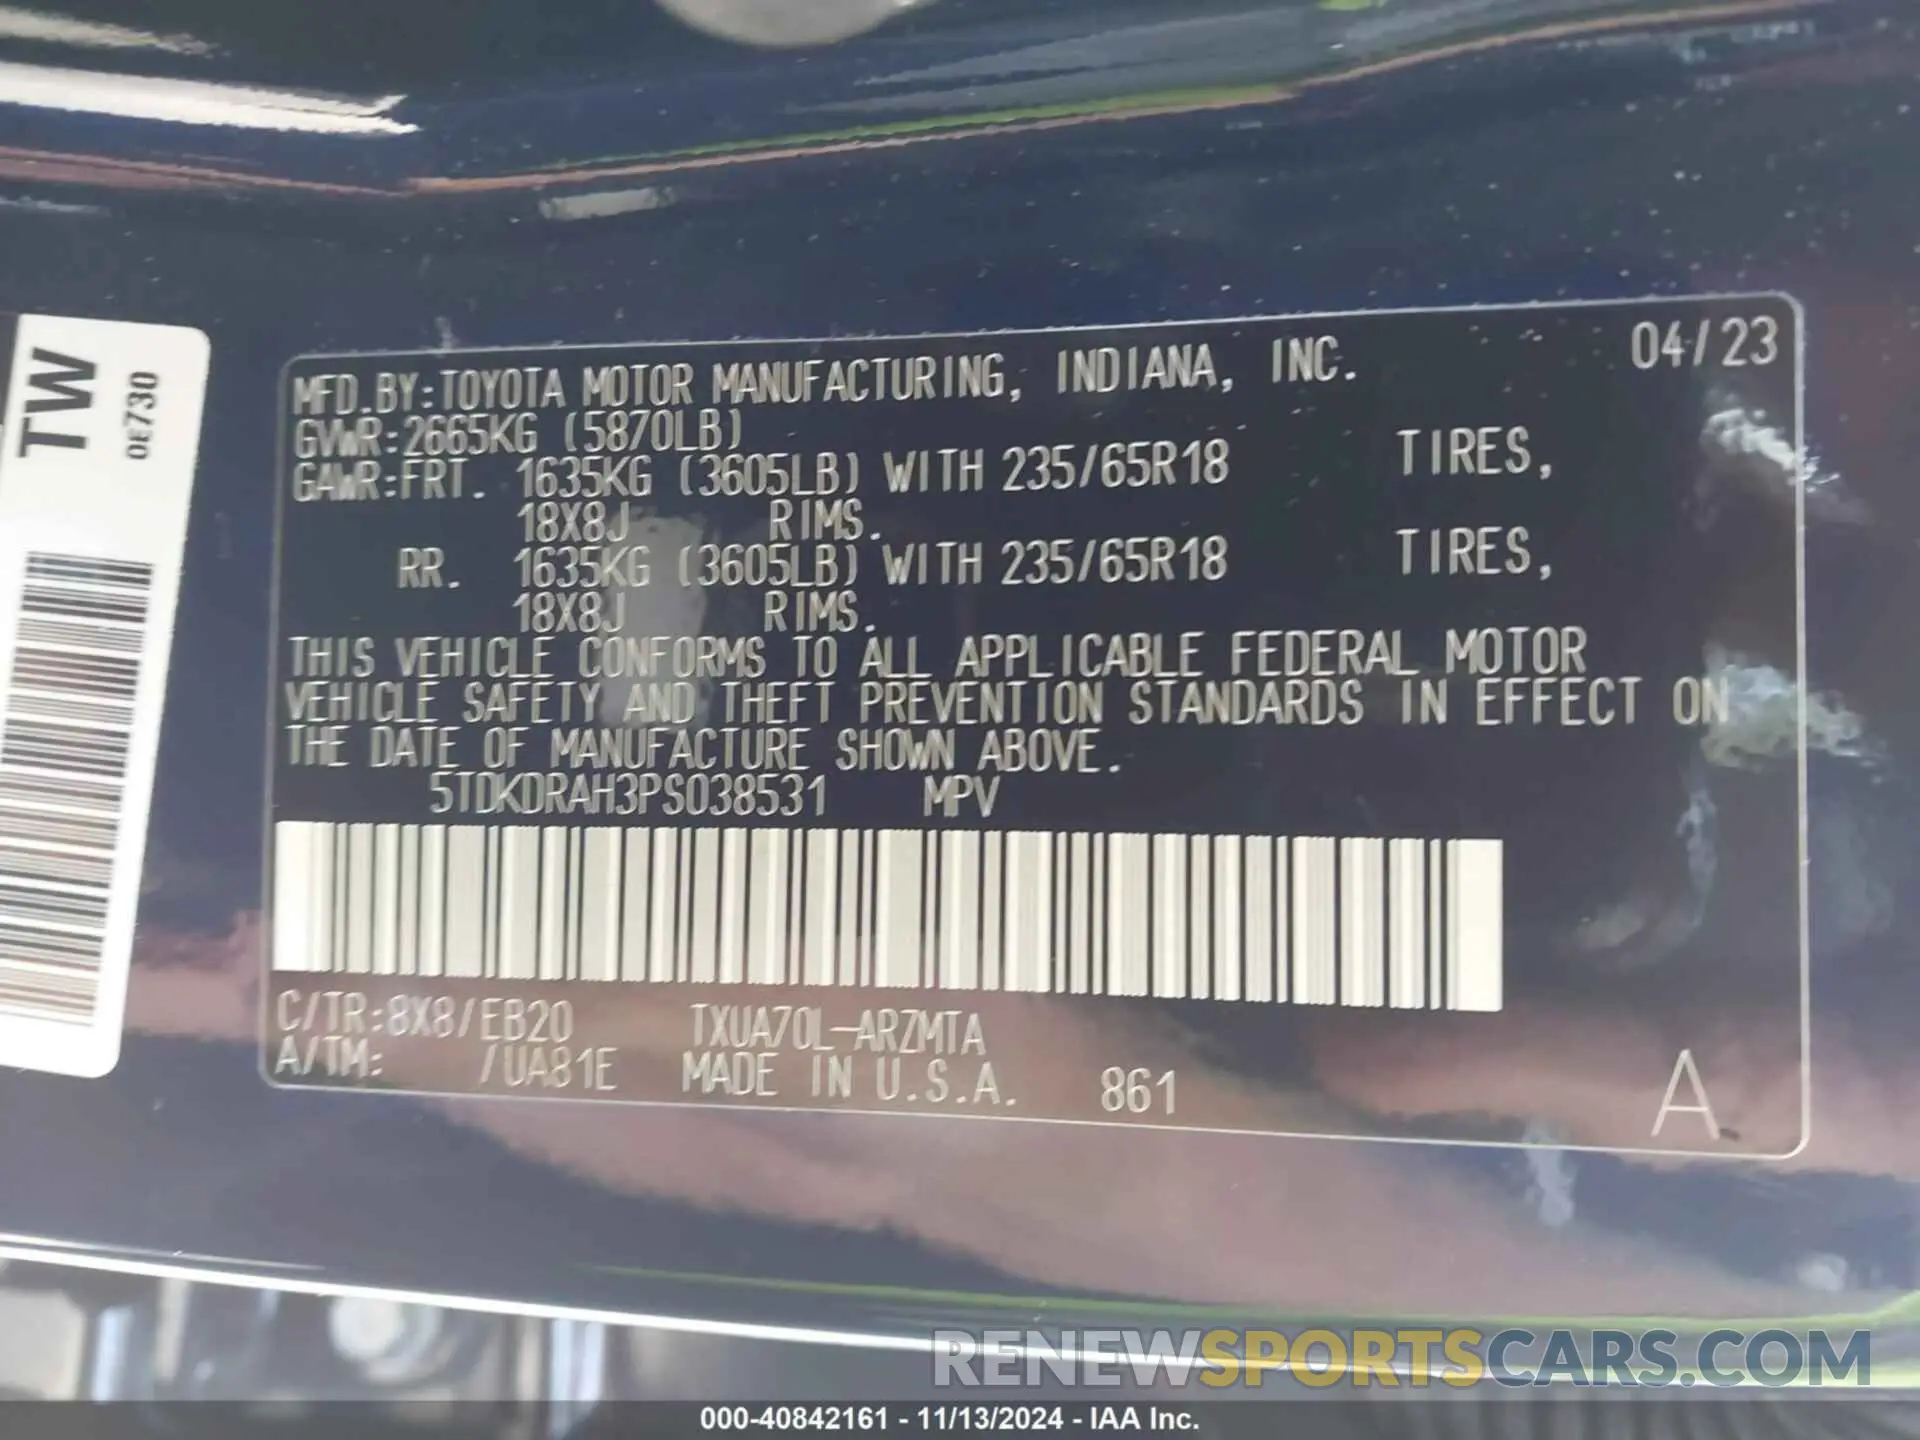 TW
0E730
MFD.BY:TOYOTA MOTOR MANUFACTURING, INDIANA, INC. 04/23
GVWR:2665KG (5870LB)
GAWR:FRT. 1635KG (3605LB) WITH 235/65R18 TIRES,
18X8J RIMS.
RR. 1635KG (3605LB) WITH 235/65R18 TIRES,
18X8J RIMS.
THIS VEHICLE CONFORMS TO ALL APPLICABLE FEDERAL MOTOR
VEHICLE SAFETY AND THEFT PREVENTION STANDARDS IN EFFECT ON
THE DATE OF MANUFACTURE SHOWN ABOVE.
5TDKDRAH3PS038531 MPV
C/TR:8X8/EB20 TXUA70L-ARZMTA
A/TM: /UA81E MADE IN U.S.A. 861 A
RENEWSPORTSCARS.COM
000-40842161 - 11/13/2024 - IAA Inc.